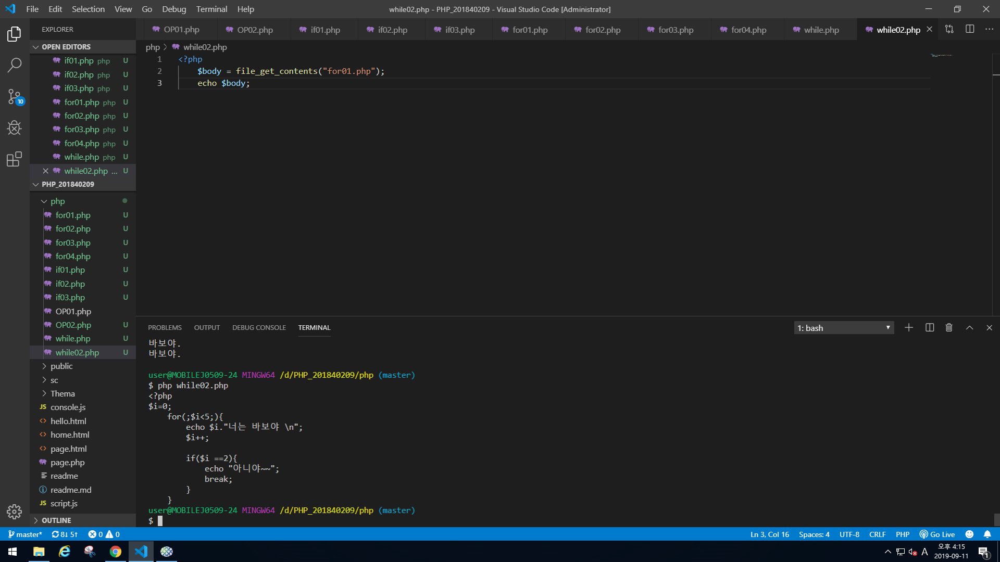 File Edit Selection View Go Debug Terminal Help
while02.php - PHP_201840209 - Visual Studio Code [Administrator]
EXPLORER
OP01.php OP02.php if01.php if02.php if03.php for01.php for02.php for03.php for04.php while.php while02.php
OPEN EDITORS
if01.php php U
if02.php php U
if03.php php U
for01.php php U
for02.php php U
for03.php php U
for04.php php U
while.php php U
while02.php ... U
10
PHP_201840209
php
for01.php U
for02.php U
for03.php U
for04.php U
if01.php U
if02.php U
if03.php U
OP01.php
OP02.php U
while.php U
while02.php U
public
sc
Thema
JS console.js
hello.html
home.html
page.html
page.php
readme
readme.md
JS script.js
OUTLINE
php > while02.php
1 <?php
2 $body = file_get_contents("for01.php");
3 echo $body;
PROBLEMS OUTPUT DEBUG CONSOLE TERMINAL
1: bash
바보야.
바보야.
user@MOBILEJ0509-24 MINGW64 /d/PHP_201840209/php (master)
$ php while02.php
<?php
$i=0;
for(;$i<5;){
echo $i."너는 바보야 \n";
$i++;
if($i ==2){
echo "아니야~~";
break;
}
}
user@MOBILEJ0509-24 MINGW64 /d/PHP_201840209/php (master)
$
master* 8↓ 5↑ 0 0
Ln 3, Col 16 Spaces: 4 UTF-8 CRLF PHP Go Live
A
오후 4:15
2019-09-11
1